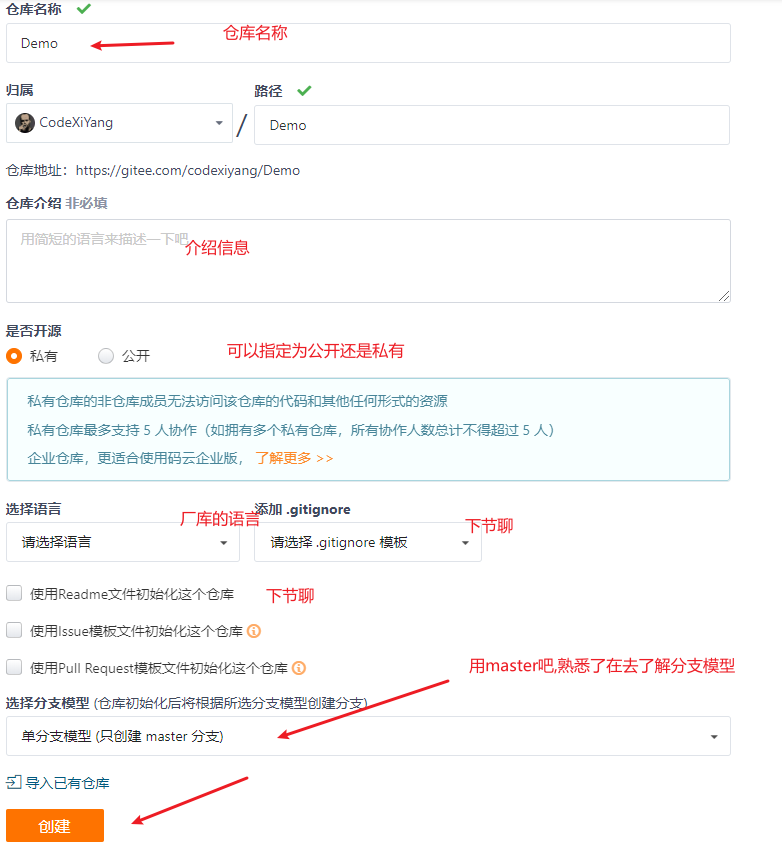 仓库名称
仓库名称
Demo
归属
路径
CodeXiYang
/
Demo
仓库地址：https://gitee.com/codexiyang/Demo
仓库介绍 非必填
用简短的语言来描述一下吧
介绍信息
是否开源
私有
公开
可以指定为公开还是私有
私有仓库的非仓库成员无法访问该仓库的代码和其他任何形式的资源
私有仓库最多支持 5 人协作（如拥有多个私有仓库，所有协作人数总计不得超过 5 人）
企业仓库，更适合使用码云企业版， 了解更多 >>
选择语言
厂库的语言
添加 .gitignore
下节聊
请选择语言
请选择 .gitignore 模板
使用Readme文件初始化这个仓库
下节聊
使用Issue模板文件初始化这个仓库
使用Pull Request模板文件初始化这个仓库
用master吧,熟悉了在去了解分支模型
选择分支模型 (仓库初始化后将根据所选分支模型创建分支)
单分支模型 (只创建 master 分支)
导入已有仓库
创建